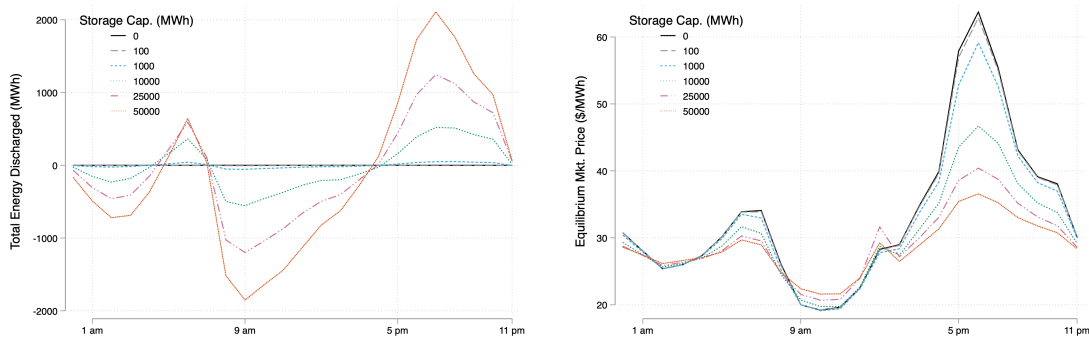 Storage Cap. (MWh)
0
100
1000
10000
25000
50000
Total Energy Discharged (MWh)
2000
1000
0
-1000
-2000
1 am
9 am
5 pm
11 pm
Storage Cap. (MWh)
0
100
1000
10000
25000
50000
Equilibrium Mkt. Price ($/MWh)
60
50
40
30
20
1 am
9 am
5 pm
11 pm